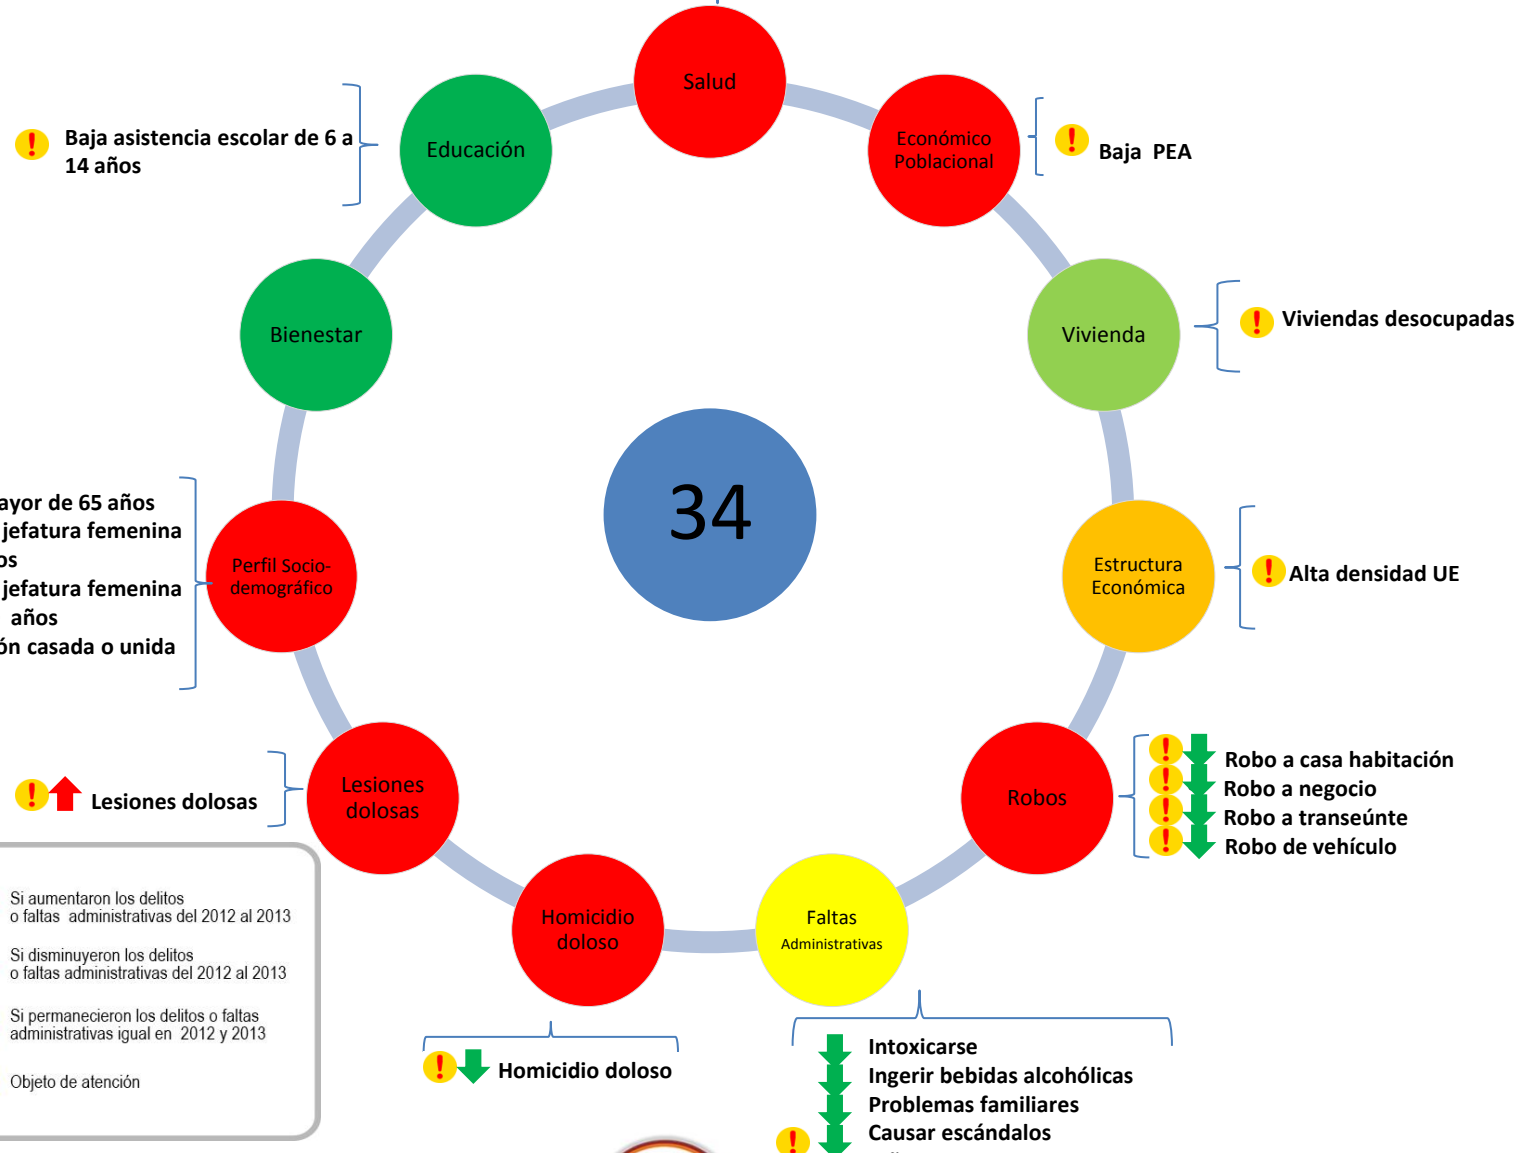 Salud
Económico
Poblacional
Baja PEA
Educación
Baja asistencia escolar de 6 a
14 años
Bienestar
Vivienda
Viviendas desocupadas
34
de 65 años
jefatura femenina
jefatura femenina
años
casada o unida
Perfil Socio-
demográfico
Estructura
Económica
Alta densidad UE
Lesiones dolosas
Lesiones
dolosas
Robos
Robo a casa habitación
Robo a negocio
Robo a transeúnte
Robo de vehículo
Homicidio
doloso
Faltas
Administrativas
Si aumentaron los delitos
o faltas administrativas del 2012 al 2013
Si disminuyeron los delitos
o faltas administrativas del 2012 al 2013
Si permanecieron los delitos o faltas
administrativas igual en 2012 y 2013
Objeto de atención
Homicidio doloso
Intoxicarse
Ingerir bebidas alcohólicas
Problemas familiares
Causar escándalos